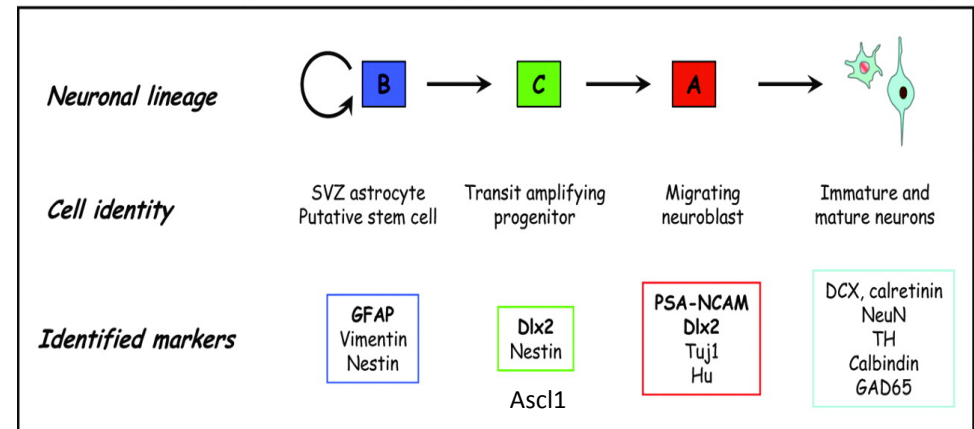 Neuronal lineage
B
C
A
Cell identity
SVZ astrocyte
Putative stem cell
Transit amplifying
progenitor
Migrating
neuroblast
Immature and
mature neurons
Identified markers
GFAP
Vimentin
Nestin
Dlx2
Nestin
Ascl1
PSA-NCAM
Dlx2
Tuj1
Hu
DCX, calretinin
NeuN
TH
Calbindin
GAD65